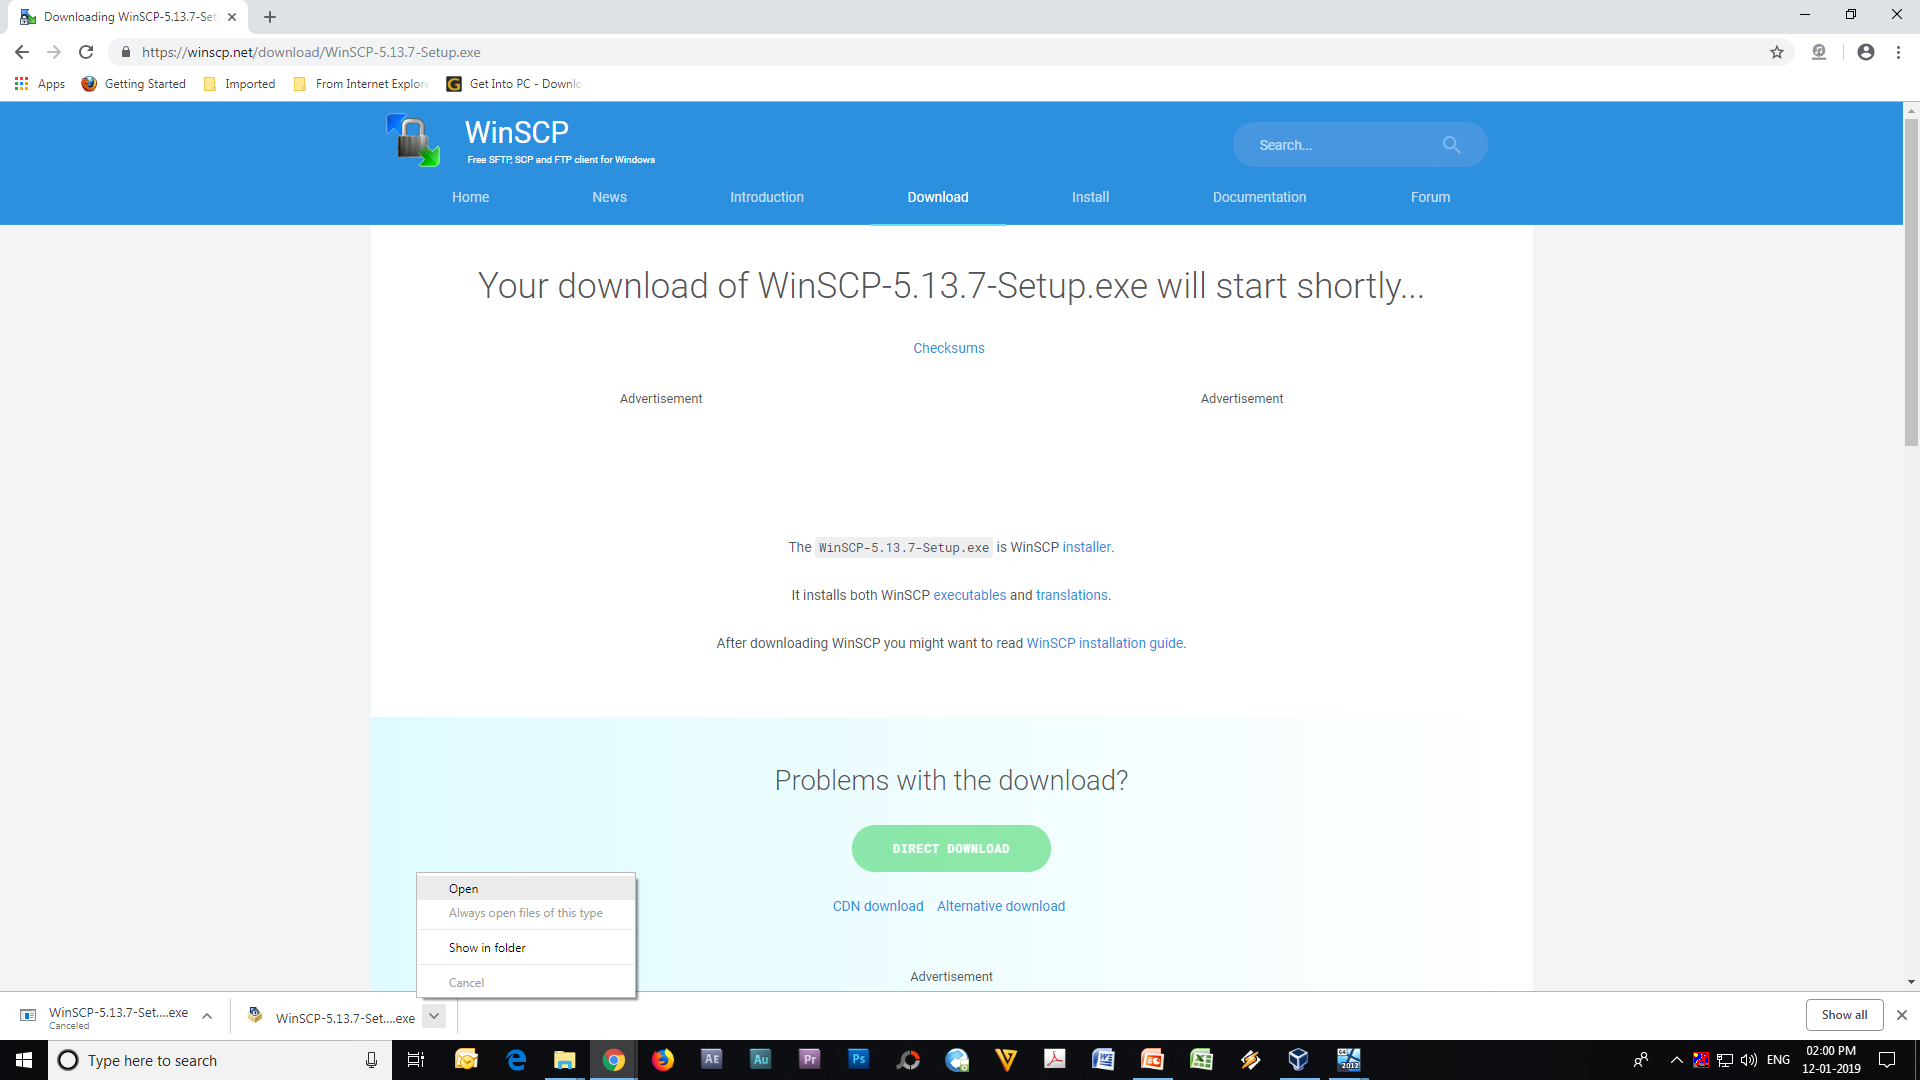 Downloading WinSCP-5.13.7-Set
https://winscp.net/download/WinSCP-5.13.7-Setup.exe
Apps Getting Started Imported From Internet Explore Get Into PC - Downlo
WinSCP
Free SFTP, SCP and FTP client for Windows
Search...
Home News Introduction Download Install Documentation Forum
Your download of WinSCP-5.13.7-Setup.exe will start shortly...
Checksums
Advertisement Advertisement
The WinSCP-5.13.7-Setup.exe is WinSCP installer.
It installs both WinSCP executables and translations.
After downloading WinSCP you might want to read WinSCP installation guide.
Problems with the download?
DIRECT DOWNLOAD
CDN download Alternative download
Advertisement
Open
Always open files of this type
Show in folder
Cancel
WinSCP-5.13.7-Set....exe
Canceled
WinSCP-5.13.7-Set....exe
Show all
Type here to search
AE Au Pr Ps
2012
ENG
02:00 PM
12-01-2019